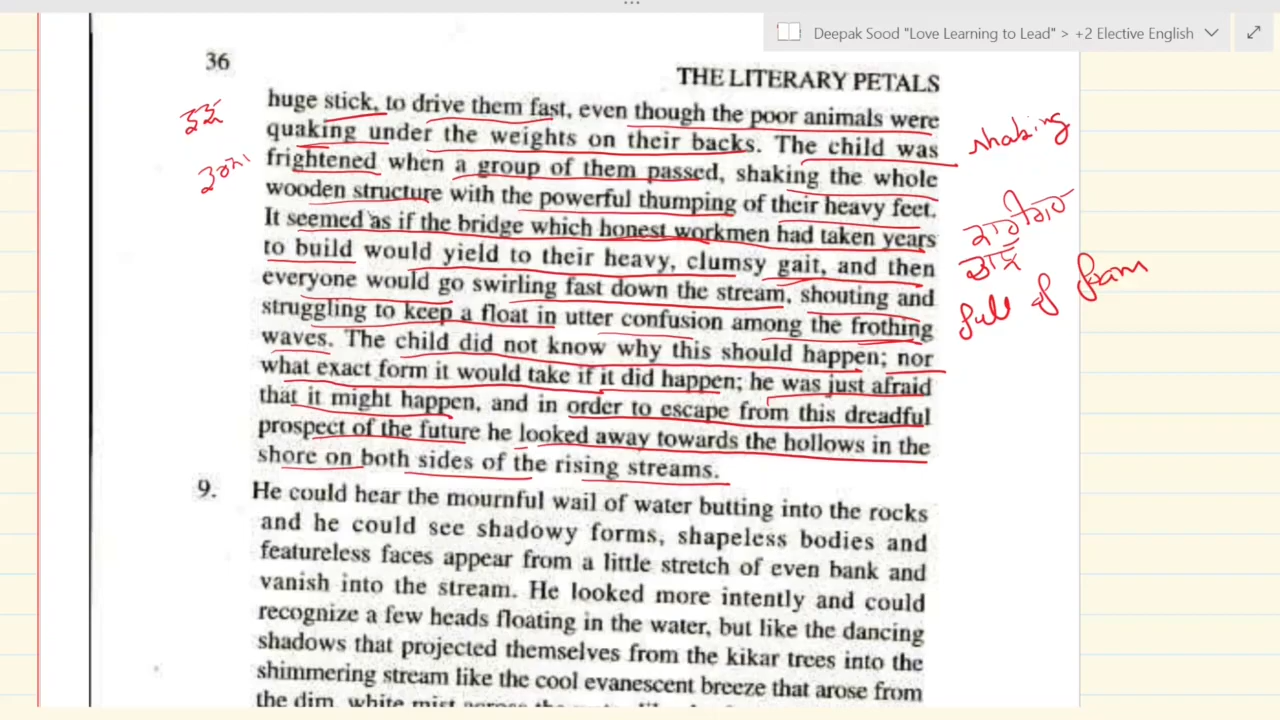 Deepak Sood "Love Learning to Lead" > +2 Elective English
36
THE LITERARY PETALS
huge stick, to drive them fast, even though the poor animals were
quaking under the weights on their backs. The child was
frightened when a group of them passed, shaking the whole
wooden structure with the powerful thumping of their heavy feet.
It seemed as if the bridge which honest workmen had taken years
to build would yield to their heavy, clumsy gait, and then
everyone would go swirling fast down the stream, shouting and
struggling to keep a float in utter confusion among the frothing
waves. The child did not know why this should happen; nor
what exact form it would take if it did happen; he was just afraid
that it might happen, and in order to escape from this dreadful
prospect of the future he looked away towards the hollows in the
shore on both sides of the rising streams.
9. He could hear the mournful wail of water butting into the rocks
and he could see shadowy forms, shapeless bodies and
featureless faces appear from a little stretch of even bank and
vanish into the stream. He looked more intently and could
recognize a few heads floating in the water, but like the dancing
shadows that projected themselves from the kikar trees into the
shimmering stream like the cool evanescent breeze that arose from
the dim, white mist across the
shaking
full of foam